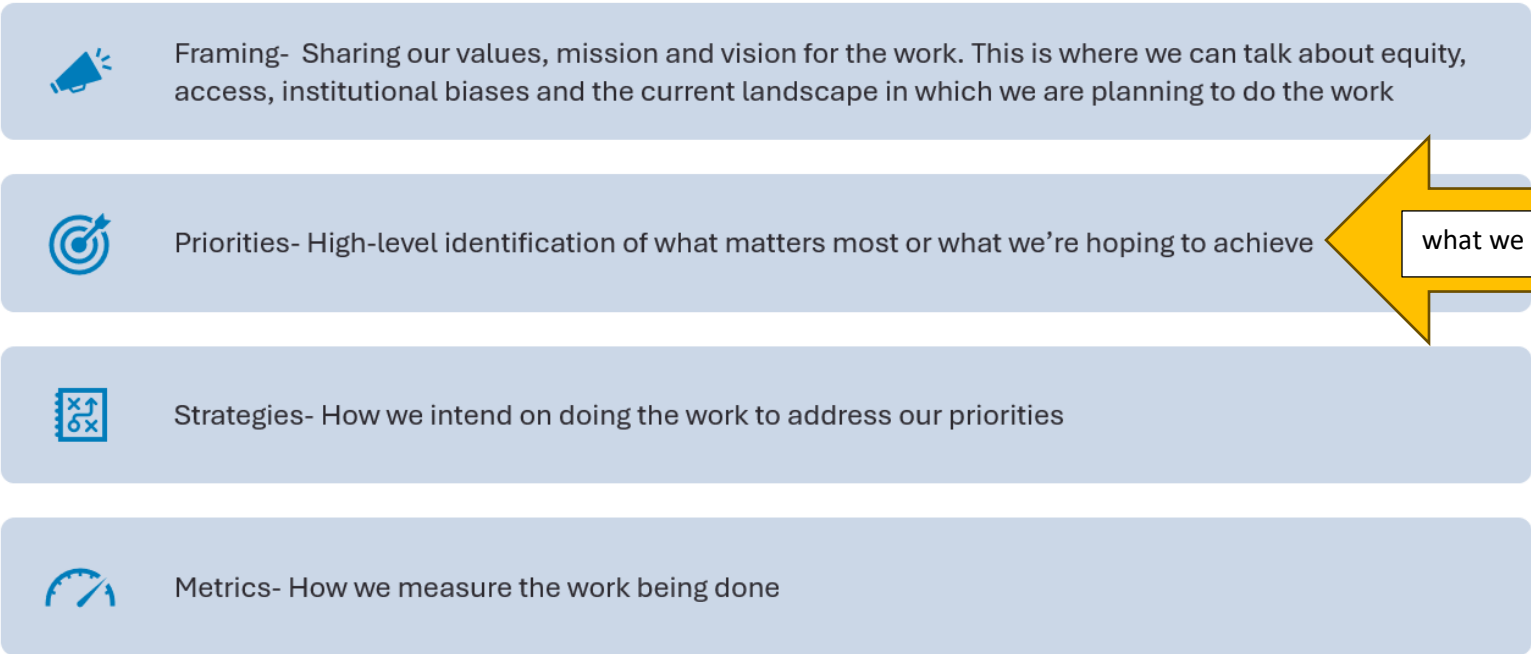 Framing-  Sharing our values, mission and vision for the work. This is where we can talk about equity,
access, institutional biases and the current landscape in which we are planning to do the work
Priorities- High-level identification of what matters most or what we’re hoping to achieve
what we
Strategies- How we intend on doing the work to address our priorities
Metrics- How we measure the work being done